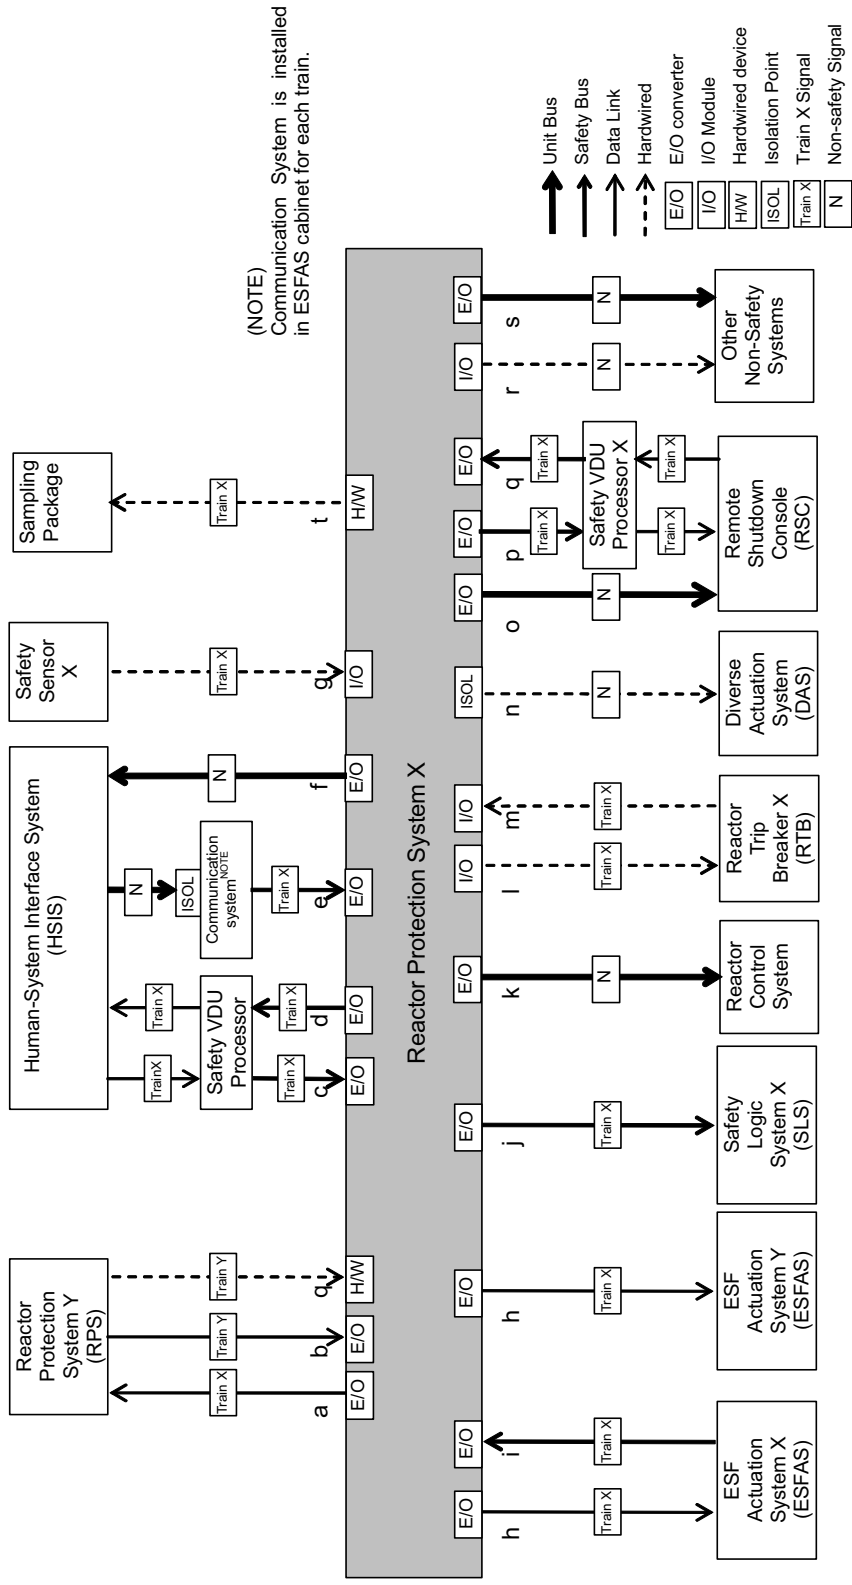 Reactor
Protection
System Y
(RPS)
Human-System Interface System
(HSIS)
Safety
Sensor
X
Sampling
Package
(NOTE)
Communication System is installed
in ESFAS cabinet for each train.
Train X
Train Y
Train Y
TrainX
Train X
N
N
Train X
Train X
Safety VDU
Processor
ISOL
Communication
systemNOTE
Train X
Train X
Train X
a
b
q
c
d
e
f
g
t
E/O
E/O
H/W
E/O
E/O
E/O
E/O
I/O
H/W
Reactor Protection System X
E/O
E/O
E/O
E/O
E/O
I/O
I/O
ISOL
E/O
E/O
E/O
I/O
E/O
h
i
h
j
k
l
m
n
o
p
q
r
s
Train X
Train X
Train X
Train X
Train X
N
Train X
Train X
N
N
Train X
Train X
Safety VDU
Processor X
Train X
Train X
N
N
ESF
Actuation
System X
(ESFAS)
ESF
Actuation
System Y
(ESFAS)
Safety
Logic
System X
(SLS)
Reactor
Control
System
Reactor
Trip
Breaker X
(RTB)
Diverse
Actuation
System
(DAS)
Remote
Shutdown
Console
(RSC)
Other
Non-Safety
Systems
Unit Bus
Safety Bus
Data Link
Hardwired
E/O E/O converter
I/O I/O Module
H/W Hardwired device
ISOL Isolation Point
Train X Train X Signal
N Non-safety Signal